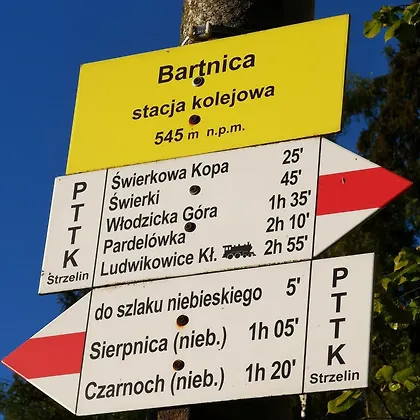 Bartnica
stacja kolejowa
545 m n.p.m.
PTTK
Strzelin
Świerkowa Kopa 25'
Świerki 45'
Włodzicka Góra 1h 35'
Pardelówka 2h 10'
Ludwikowice Kł. 2h 55'
do szlaku niebieskiego 5'
Sierpnica (nieb.) 1h 05'
Czarnoch (nieb.) 1h 20'
PTTK
Strzelin